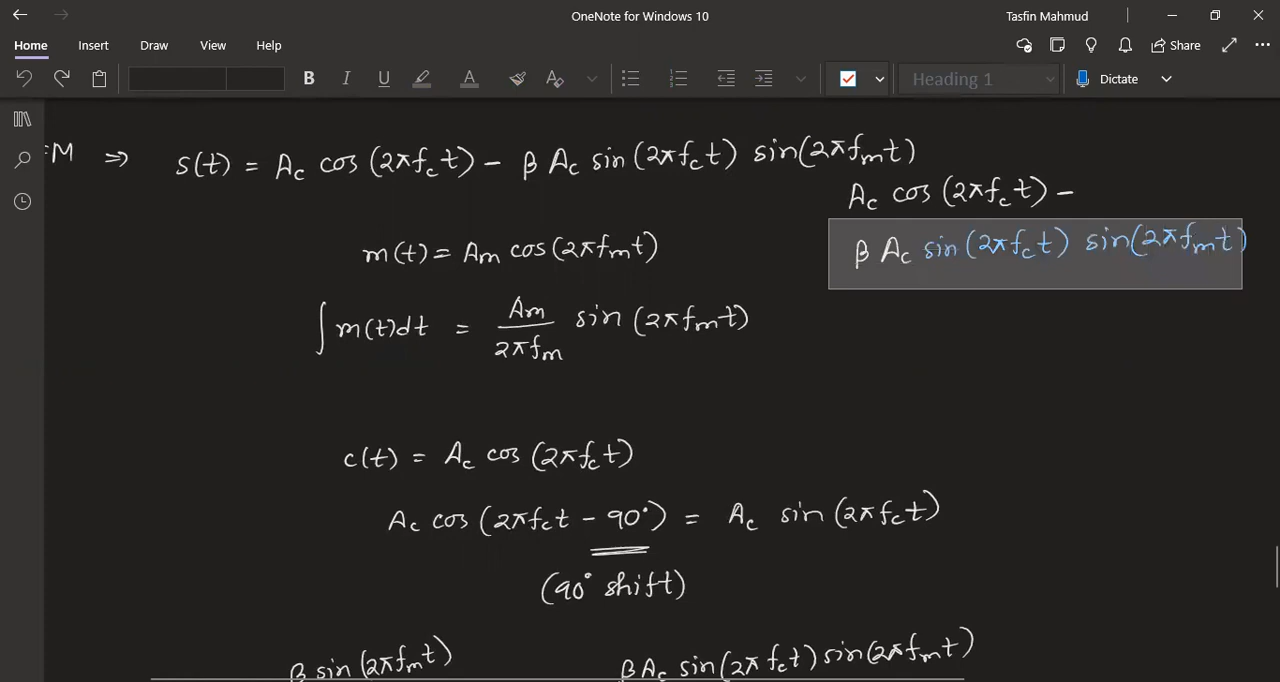 OneNote for Windows 10
Tasfin Mahmud
Home Insert Draw View Help
Share
B I U A
Heading 1
Dictate
FM ⇒ s(t) = Ac cos (2πfct) − β Ac sin (2πfct) sin(2πfmt)
Ac cos (2πfct) −
β Ac sin (2πfct) sin(2πfmt)
m(t) = Am cos(2πfmt)
∫ m(t)dt = Am / 2πfm sin (2πfmt)
c(t) = Ac cos (2πfct)
Ac cos (2πfct − 90°) = Ac sin (2πfct)
(90° shift)
β sin (2πfmt)
βAc sin(2πfct) sin(2πfmt)